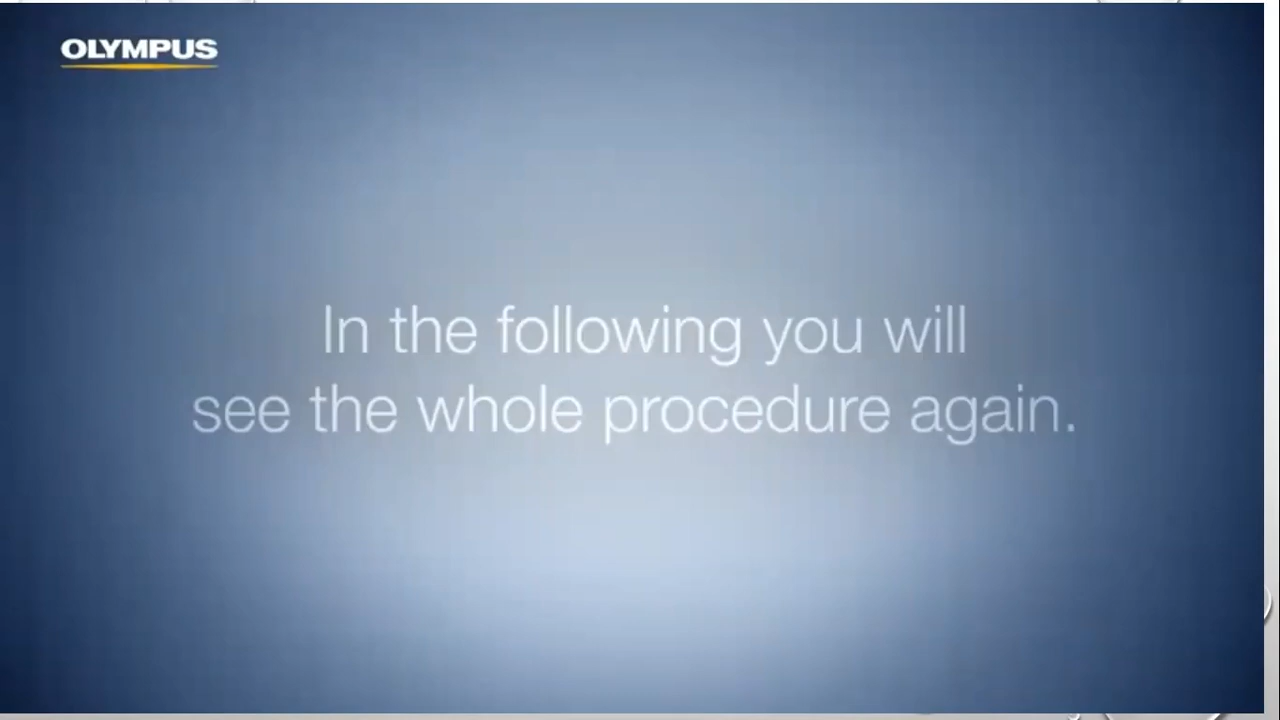 OLYMPUS
In the following you will
see the whole procedure again.